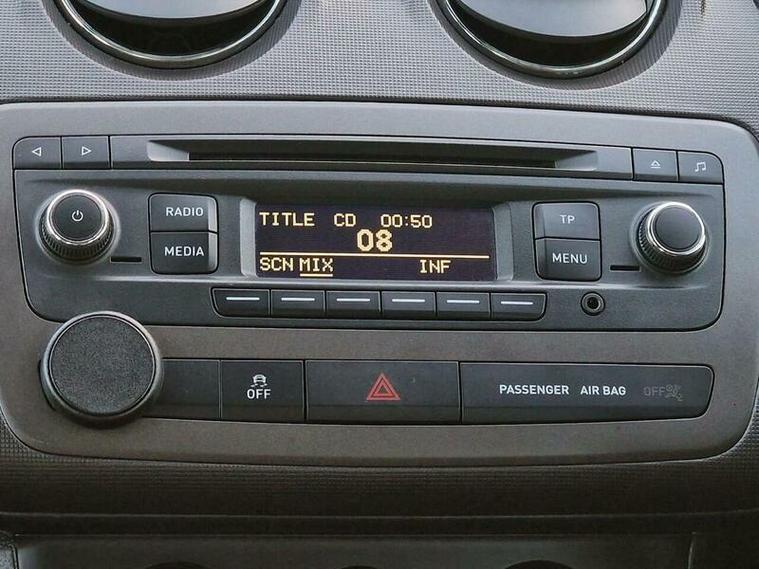 RADIO
MEDIA
TITLE CD 00:50
08
SCN MIX INF
TP
MENU
OFF
PASSENGER AIR BAG OFF